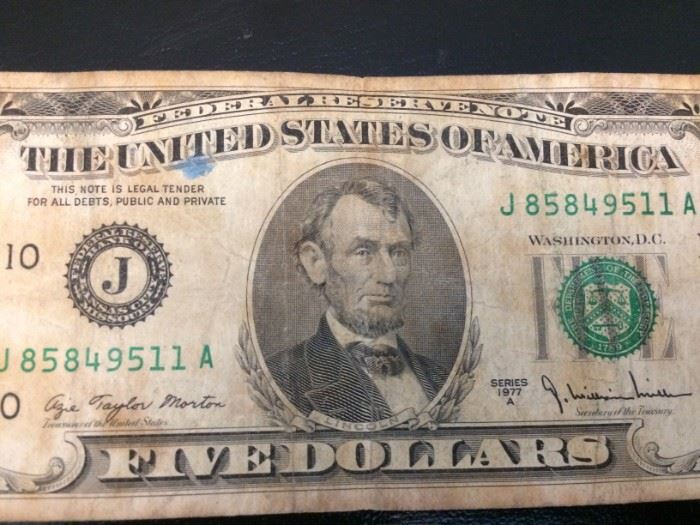 FEDERAL RESERVE NOTE
THE UNITED STATES OF AMERICA
THIS NOTE IS LEGAL TENDER
FOR ALL DEBTS, PUBLIC AND PRIVATE
J 85849511 A
WASHINGTON, D.C.
10
J
J 85849511 A
Azie Taylor Morton
Treasurer of the United States
LINCOLN
SERIES
1977
A
Secretary of the Treasury
FIVE DOLLARS
FIVE
1789